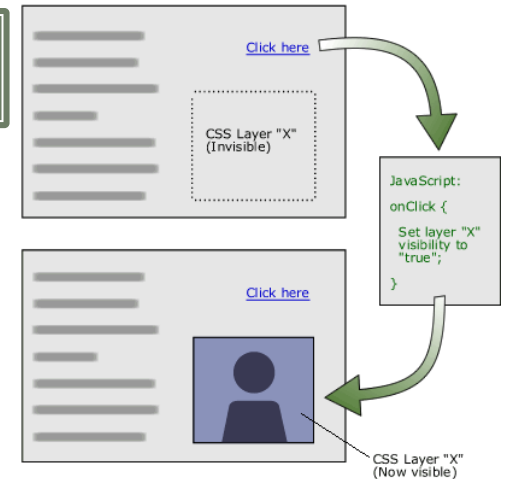 Click here
CSS Layer "X"
(Invisible)
JavaScript:
onClick {
Set layer "X"
visibility to
"true";
}
Click here
CSS Layer "X"
(Now visible)